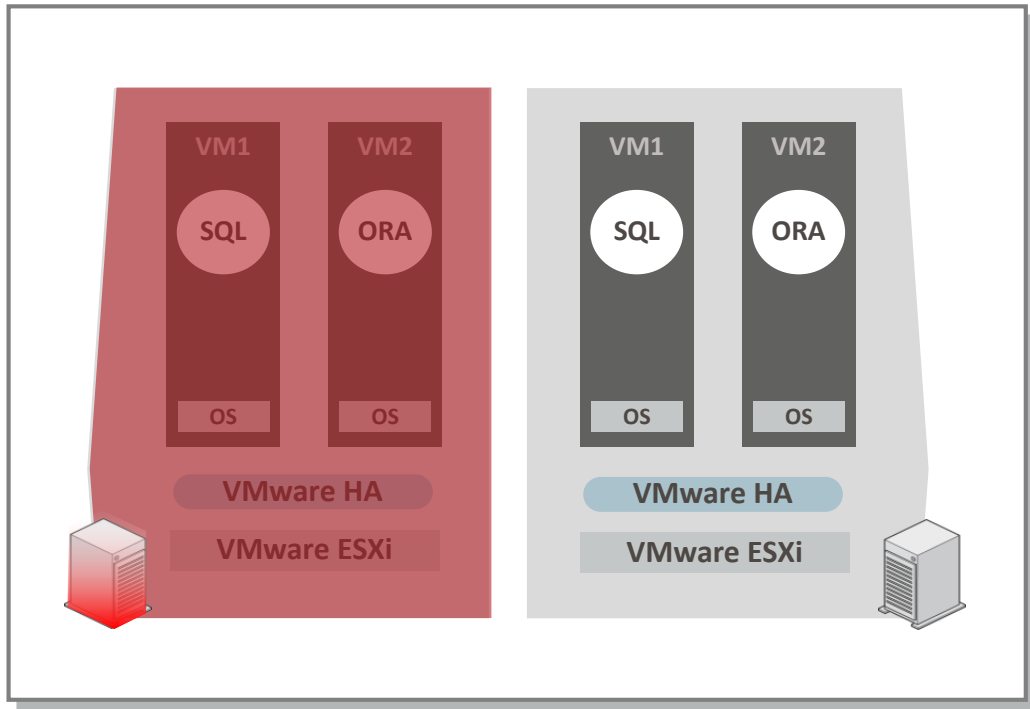 VM1
VM2
SQL
ORA
OS
OS
VMware HA
VMware ESXi
VM1
VM2
SQL
ORA
OS
OS
VMware HA
VMware ESXi